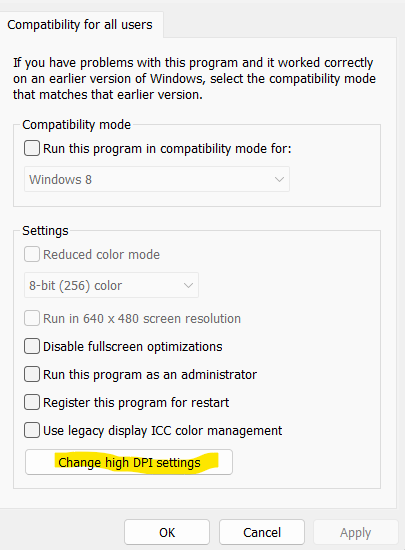 Compatibility for all users
If you have problems with this program and it worked correctly
on an earlier version of Windows, select the compatibility mode
that matches that earlier version.
Compatibility mode
Run this program in compatibility mode for:
Windows 8
Settings
Reduced color mode
8-bit (256) color
Run in 640 x 480 screen resolution
Disable fullscreen optimizations
Run this program as an administrator
Register this program for restart
Use legacy display ICC color management
Change high DPI settings
OK Cancel Apply